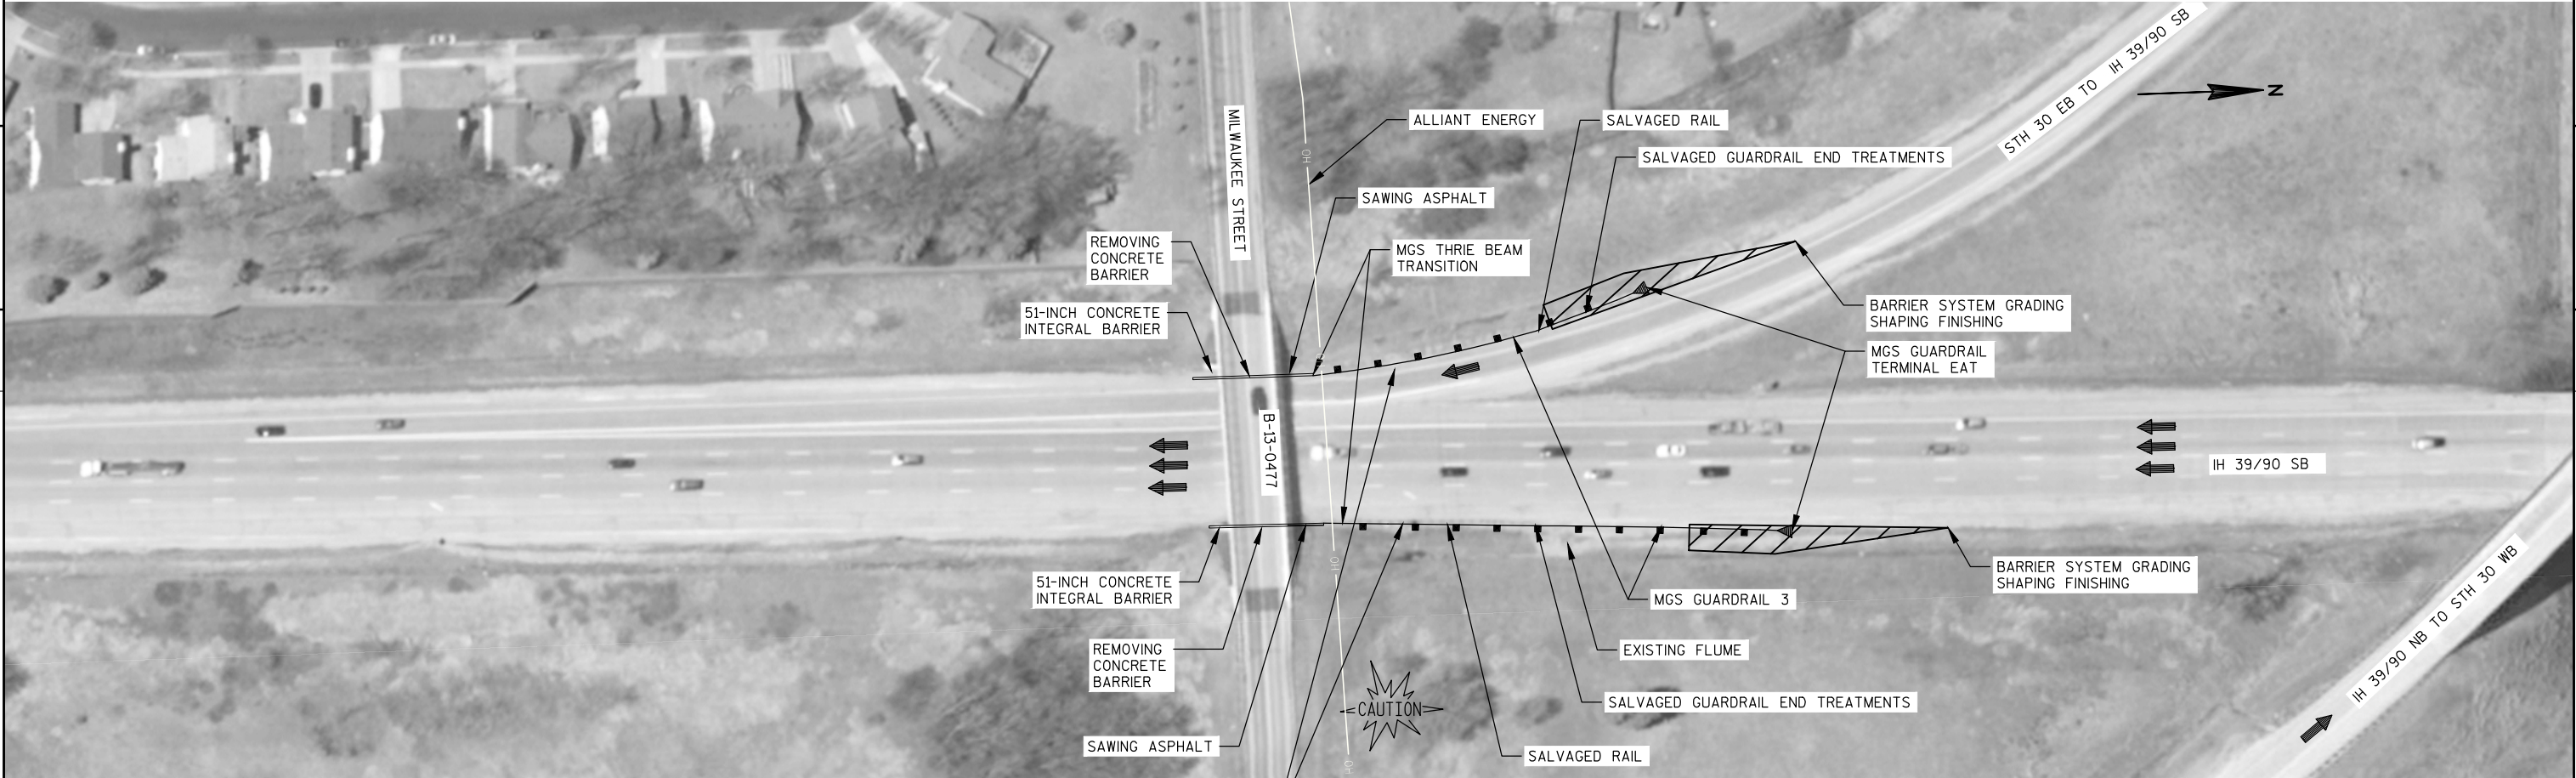 STH 30 EB TO IH 39/90 SB
N
ALLIANT ENERGY
SALVAGED RAIL
SALVAGED GUARDRAIL END TREATMENTS
MILWAUKEE STREET
OH
SAWING ASPHALT
REMOVING
CONCRETE
BARRIER
MGS THRIE BEAM
TRANSITION
51-INCH CONCRETE
INTEGRAL BARRIER
BARRIER SYSTEM GRADING
SHAPING FINISHING
MGS GUARDRAIL
TERMINAL EAT
B-13-0477
IH 39/90 SB
51-INCH CONCRETE
INTEGRAL BARRIER
OH
BARRIER SYSTEM GRADING
SHAPING FINISHING
MGS GUARDRAIL 3
IH 39/90 NB TO STH 30 WB
REMOVING
CONCRETE
BARRIER
EXISTING FLUME
SALVAGED GUARDRAIL END TREATMENTS
CAUTION
SAWING ASPHALT
SALVAGED RAIL
OH